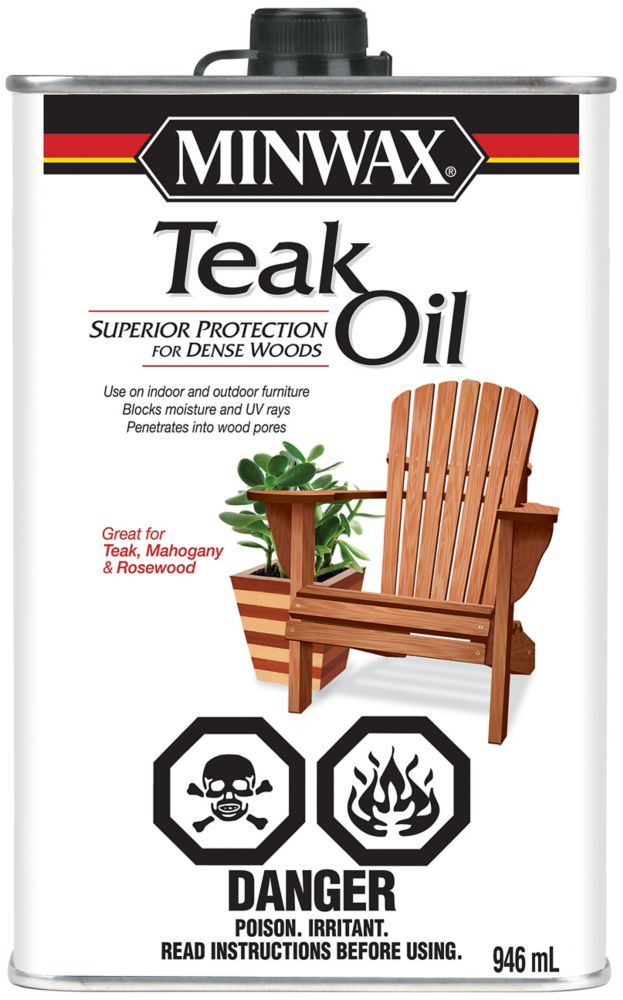 MINWAX®
Teak
Oil
SUPERIOR PROTECTION
FOR DENSE WOODS
Use on indoor and outdoor furniture
Blocks moisture and UV rays
Penetrates into wood pores
Great for
Teak, Mahogany
& Rosewood
DANGER
POISON. IRRITANT.
READ INSTRUCTIONS BEFORE USING.
946 mL